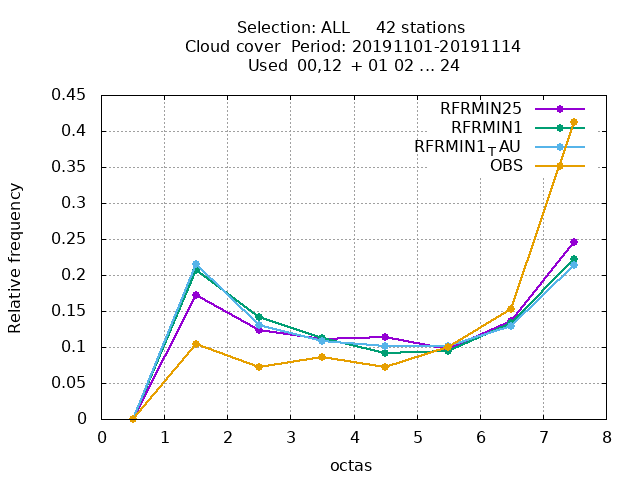 Selection: ALL     42 stations
Cloud cover  Period: 20191101-20191114
Used  00,12  + 01 02 ... 24
0.45
0.4
0.35
0.3
0.25
0.2
0.15
0.1
0.05
0
Relative frequency
RFRMIN25
RFRMIN1
RFRMIN1_TAU
OBS
0 1 2 3 4 5 6 7 8
octas